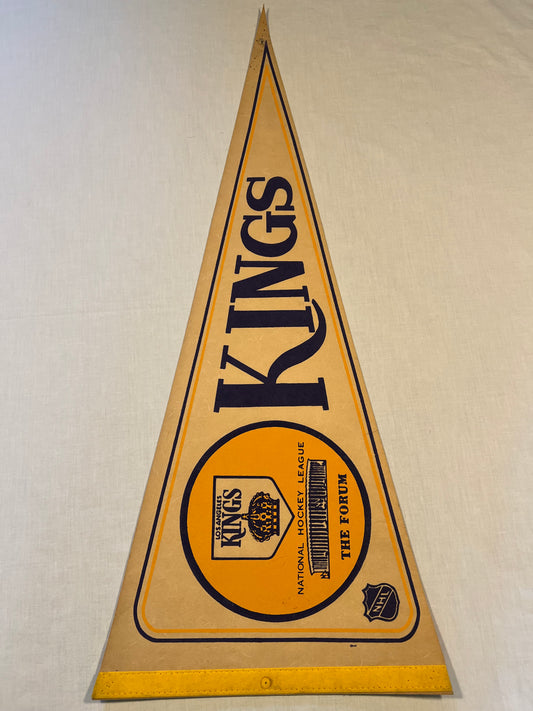 KINGS
LOS ANGELES
KINGS
NATIONAL HOCKEY LEAGUE
THE FORUM
NHL